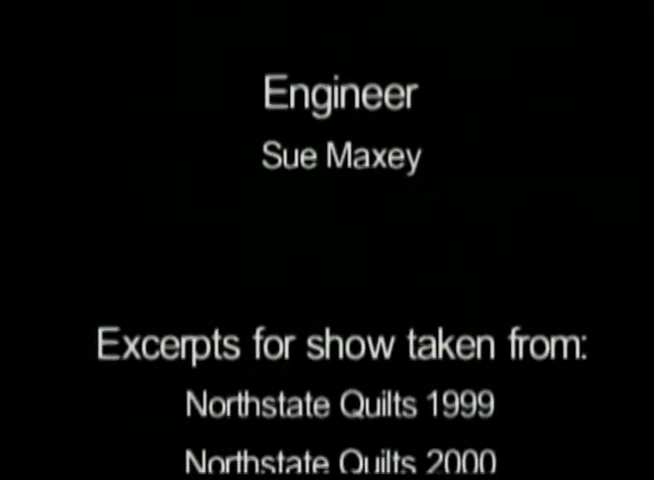 Engineer
Sue Maxey
Excerpts for show taken from:
Northstate Quilts 1999
Northstate Quilts 2000